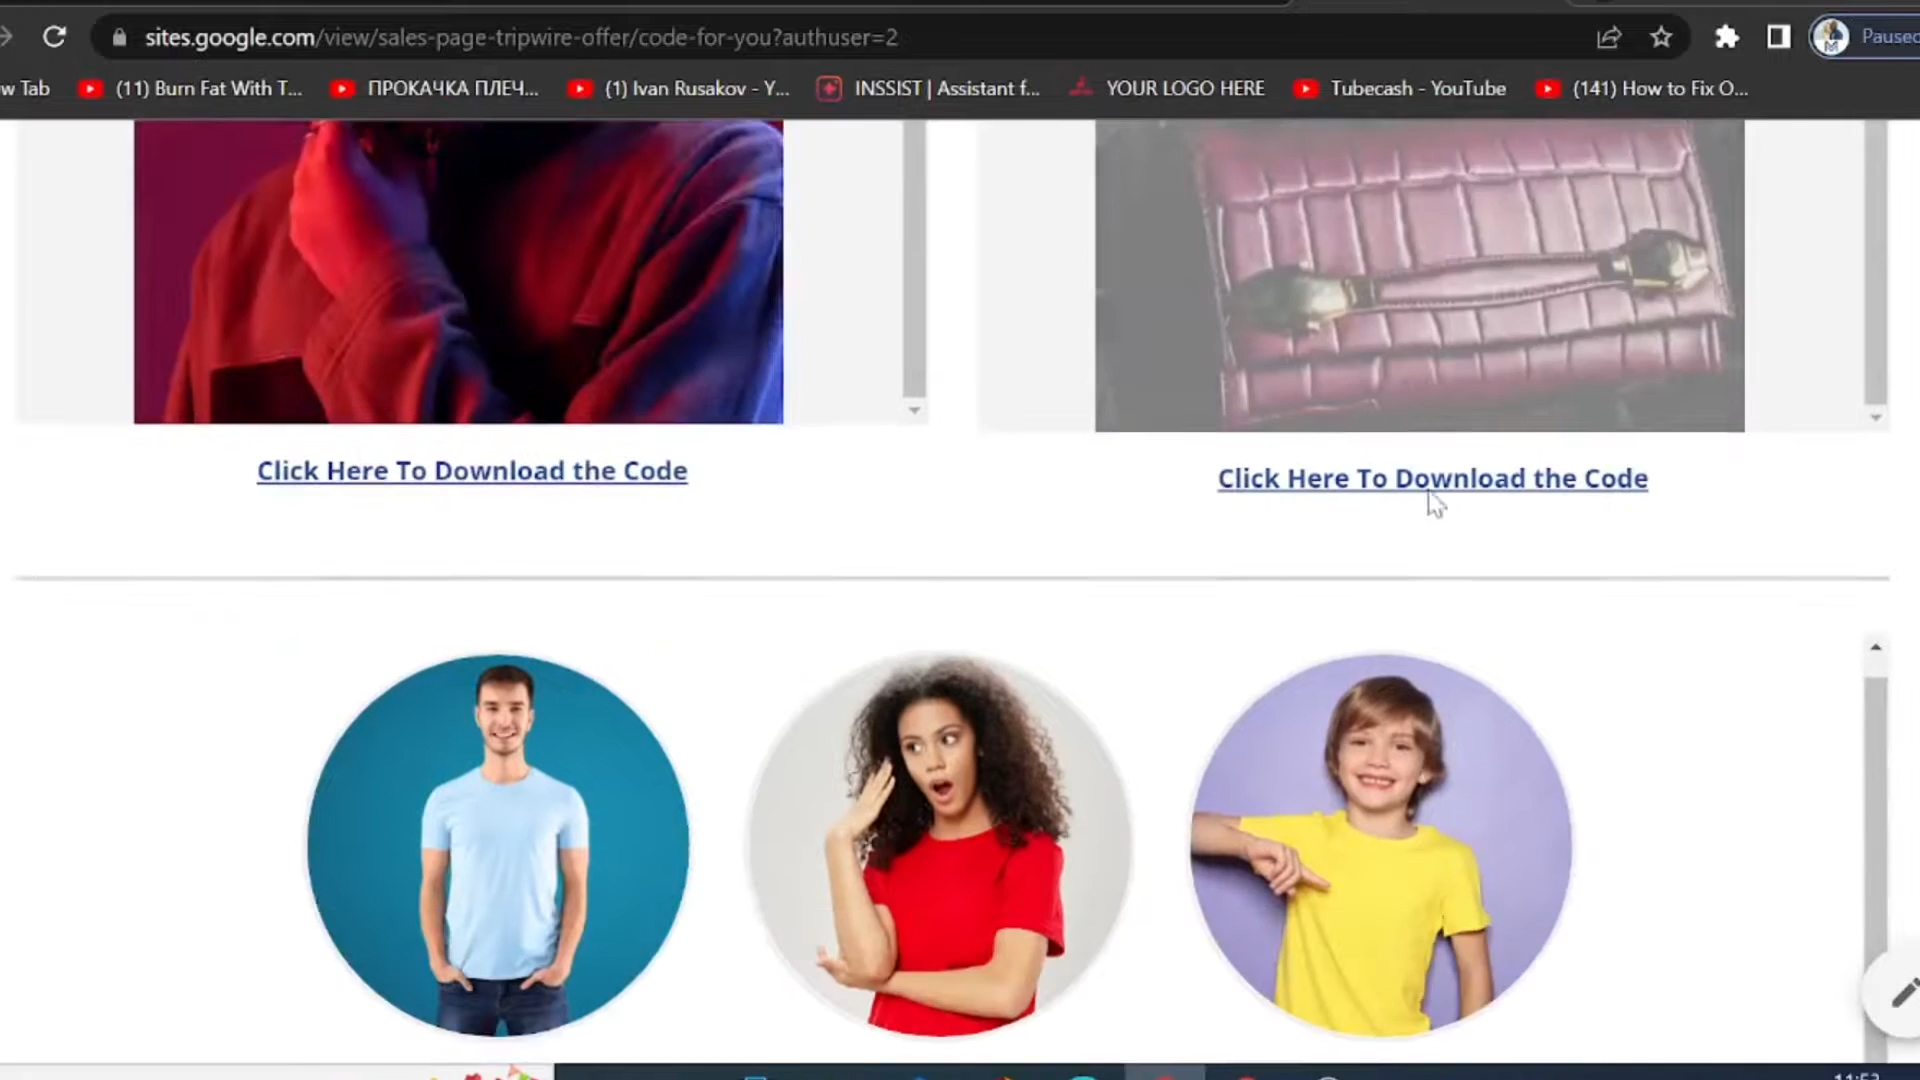 sites.google.com/view/sales-page-tripwire-offer/code-for-you?authuser=2
Paused
w Tab
(11) Burn Fat With T...
ПРОКАЧКА ПЛЕЧ...
(1) Ivan Rusakov - Y...
INSSIST | Assistant f...
YOUR LOGO HERE
Tubecash - YouTube
(141) How to Fix O...
Click Here To Download the Code
Click Here To Download the Code
11:53